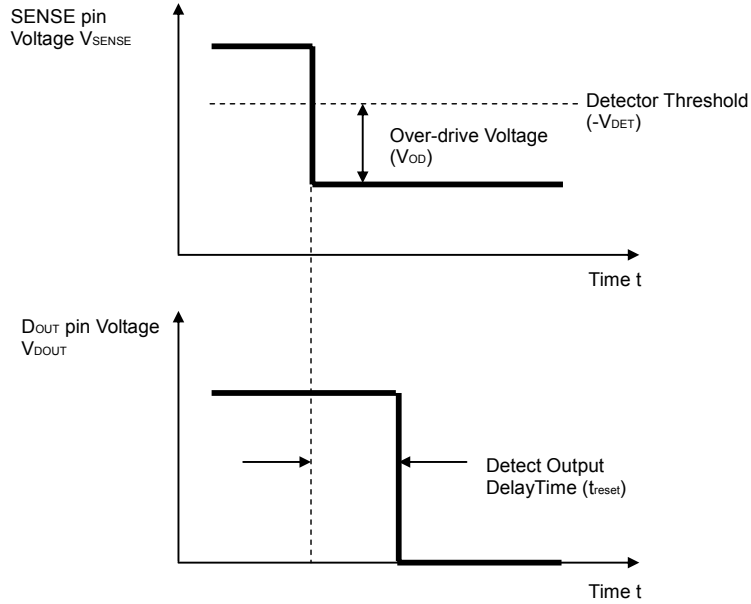 SENSE pin
Voltage VSENSE
Detector Threshold
(-VDET)
Over-drive Voltage
(VOD)
Time t
DOUT pin Voltage
VDOUT
Detect Output
DelayTime (treset)
Time t